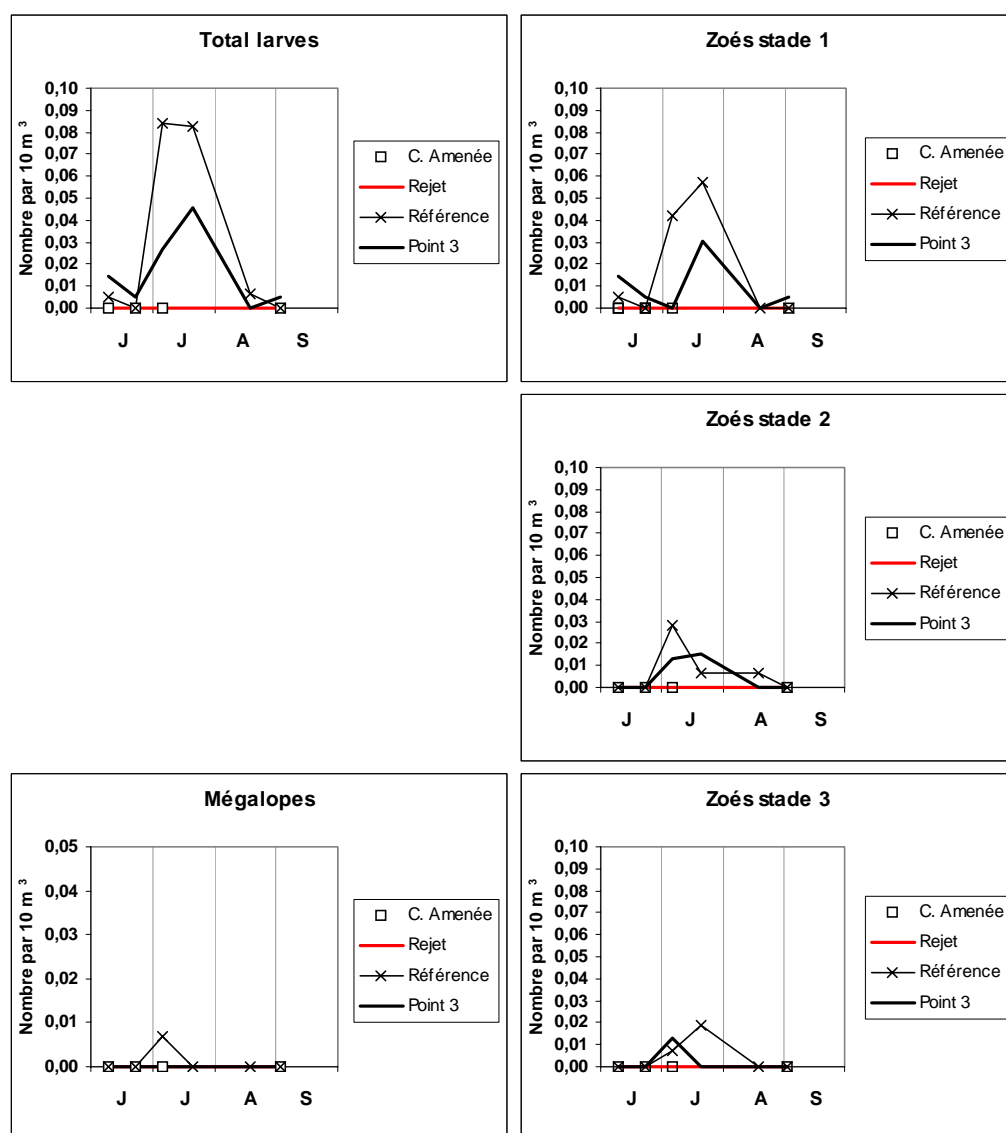 Total larves
Nombre par 10 m ³
0,10
0,09
0,08
0,07
0,06
0,05
0,04
0,03
0,02
0,01
0,00
J J A S
C. Amenée
Rejet
Référence
Point 3
Zoés stade 1
Nombre par 10 m ³
0,10
0,09
0,08
0,07
0,06
0,05
0,04
0,03
0,02
0,01
0,00
J J A S
C. Amenée
Rejet
Référence
Point 3
Zoés stade 2
Nombre par 10 m ³
0,10
0,09
0,08
0,07
0,06
0,05
0,04
0,03
0,02
0,01
0,00
J J A S
C. Amenée
Rejet
Référence
Point 3
Mégalopes
Nombre par 10 m ³
0,05
0,04
0,03
0,02
0,01
0,00
J J A S
C. Amenée
Rejet
Référence
Point 3
Zoés stade 3
Nombre par 10 m ³
0,10
0,09
0,08
0,07
0,06
0,05
0,04
0,03
0,02
0,01
0,00
J J A S
C. Amenée
Rejet
Référence
Point 3